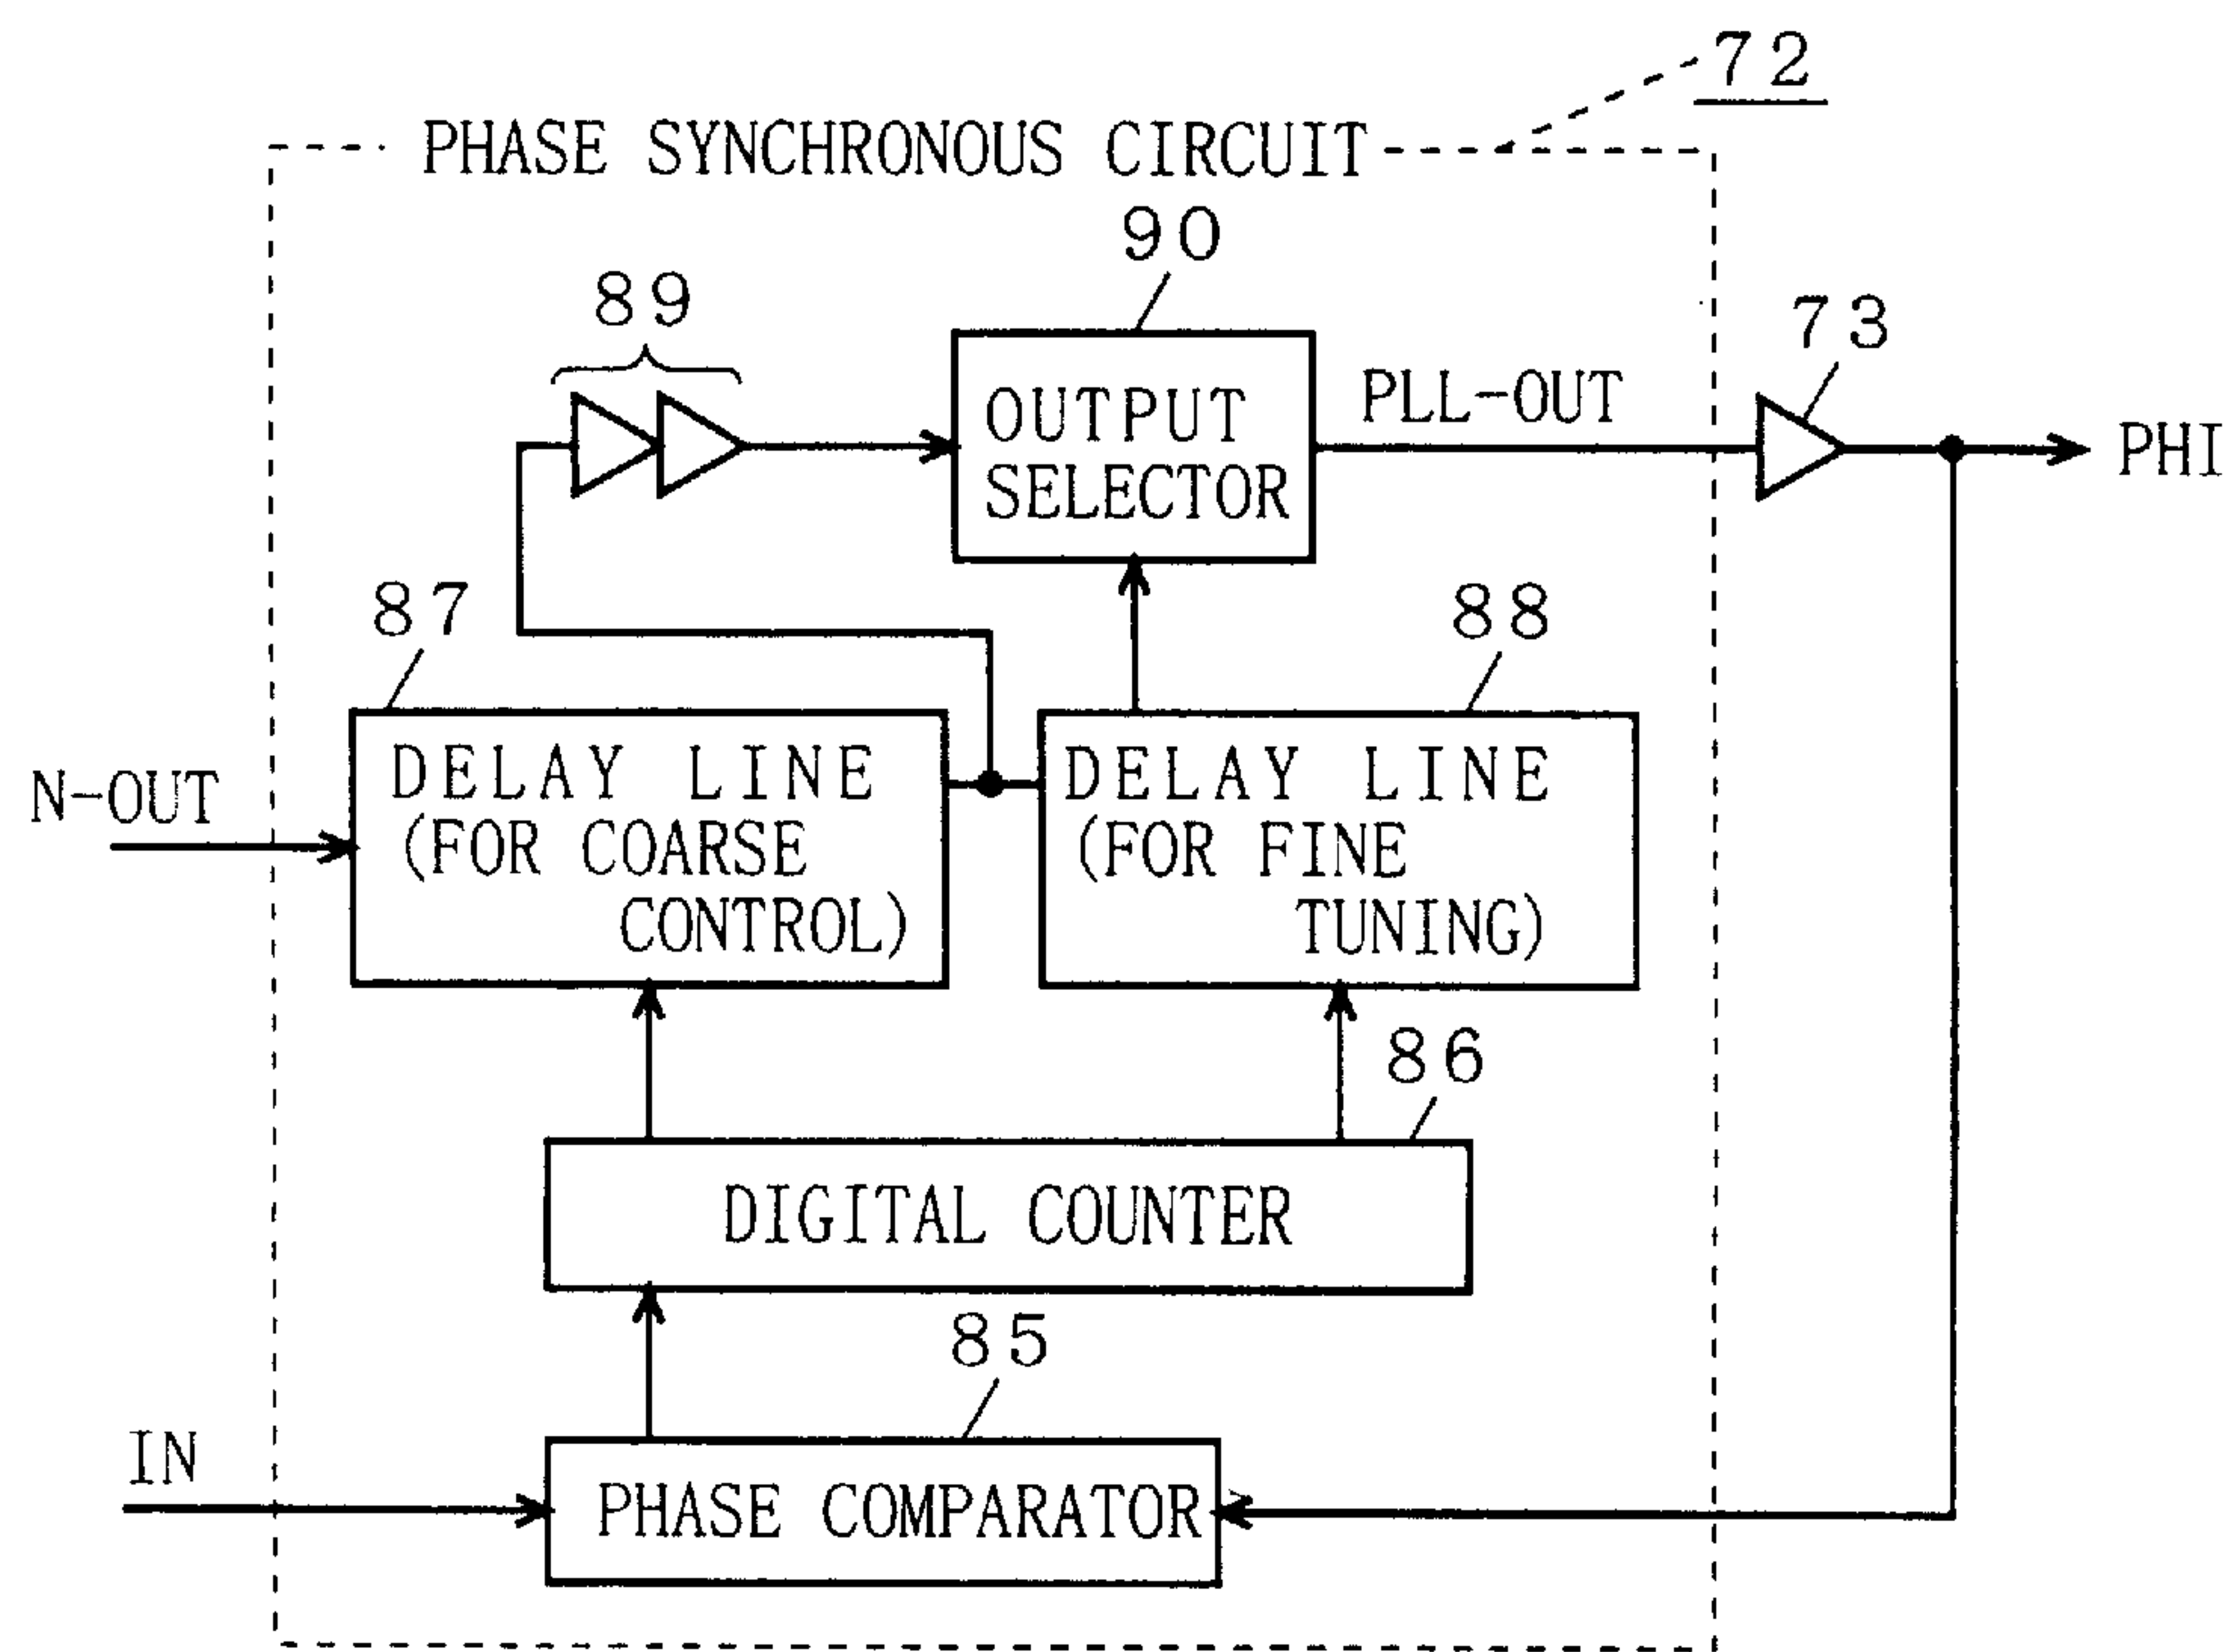 72
PHASE SYNCHRONOUS CIRCUIT
90
89
73
OUTPUT
SELECTOR
PLL-OUT
PHI
87
88
N-OUT
DELAY LINE
(FOR COARSE
CONTROL)
DELAY LINE
(FOR FINE
TUNING)
86
DIGITAL COUNTER
85
IN
PHASE COMPARATOR